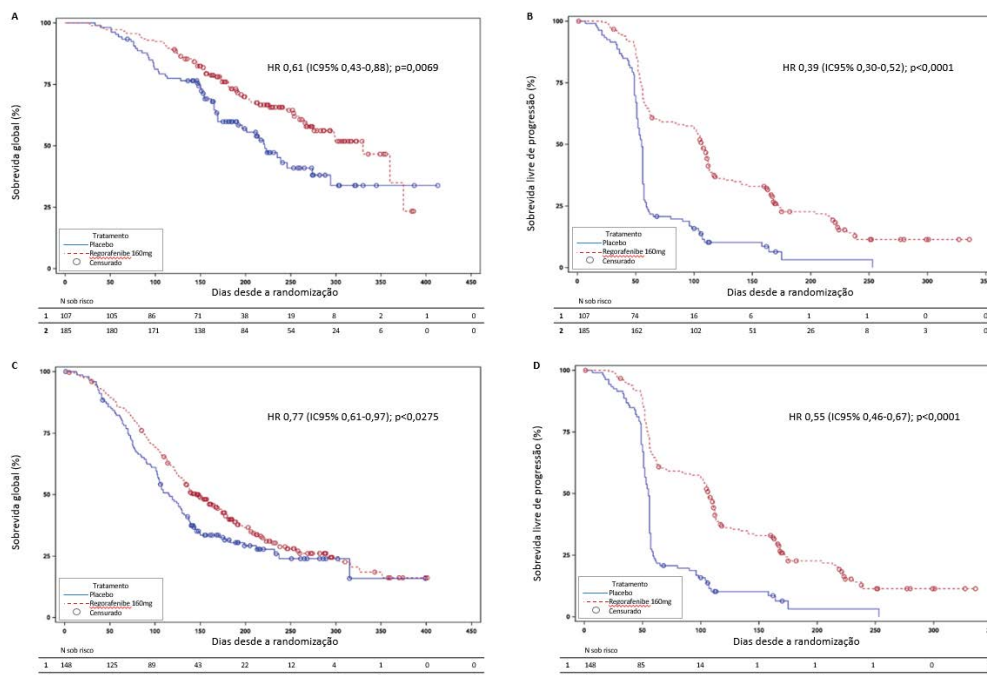 A
Sobrevida global (%)
100
75
50
25
0
HR 0,61 (IC95% 0,43-0,88); p=0,0069
Tratamento
Placebo
Regorafenibe 160mg
Censurado
0 50 100 150 200 250 300 350 400 450
Dias desde a randomização
N sob risco
1 107 105 86 71 38 19 8 2 1 0
2 185 180 171 138 84 54 24 6 0 0
B
Sobrevida livre de progressão (%)
100
75
50
25
0
HR 0,39 (IC95% 0,30-0,52); p<0,0001
Tratamento
Placebo
Regorafenibe 160mg
Censurado
0 50 100 150 200 250 300
Dias desde a randomização
N sob risco
1 107 74 16 6 1 1 0
2 185 162 102 51 26 8 3
C
Sobrevida global (%)
100
75
50
25
0
HR 0,77 (IC95% 0,61-0,97); p<0,0275
Tratamento
Placebo
Regorafenibe 160mg
Censurado
0 50 100 150 200 250 300 350 400 450
Dias desde a randomização
N sob risco
1 148 125 89 43 22 12 4 1 0 0
D
Sobrevida livre de progressão (%)
100
75
50
25
0
HR 0,55 (IC95% 0,46-0,67); p<0,0001
Tratamento
Placebo
Regorafenibe 160mg
Censurado
0 50 100 150 200 250 300
Dias desde a randomização
N sob risco
1 148 85 14 1 1 1 0